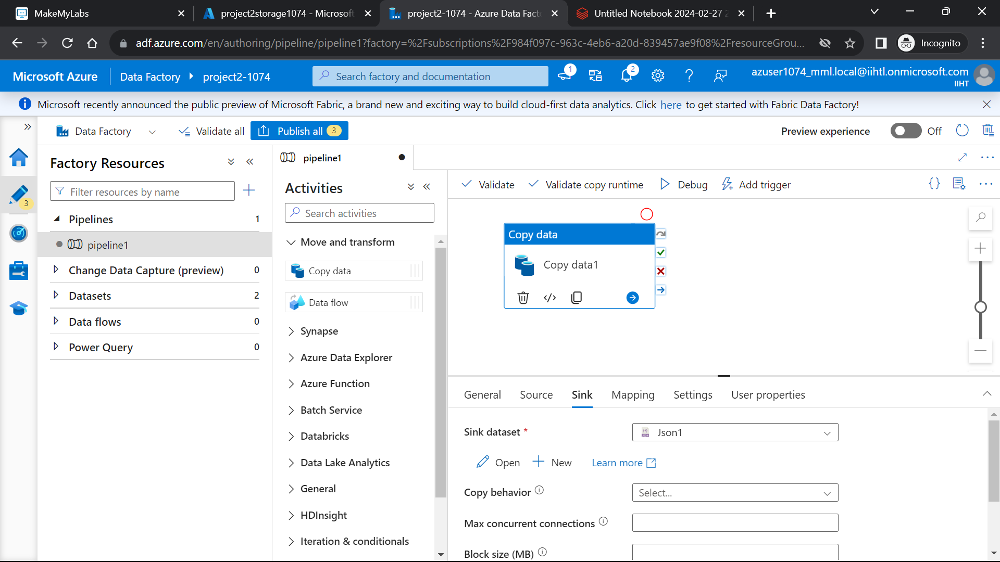 MakeMyLabs
project2storage1074 - Microsoft
project2-1074 - Azure Data Facto
Untitled Notebook 2024-02-27 2
adf.azure.com/en/authoring/pipeline/pipeline1?factory=%2Fsubscriptions%2F984f097c-963c-4eb6-a20d-839457ae9f08%2FresourceGrou...
Incognito
Microsoft Azure
Data Factory
project2-1074
Search factory and documentation
1
2
azuser1074_mml.local@iihtl.onmicrosoft.com
IIHT
Microsoft recently announced the public preview of Microsoft Fabric, a brand new and exciting way to build cloud-first data analytics. Click here to get started with Fabric Data Factory!
Data Factory
Validate all
Publish all 3
Preview experience
Off
3
Factory Resources
Filter resources by name
Pipelines 1
pipeline1
Change Data Capture (preview) 0
Datasets 2
Data flows 0
Power Query 0
pipeline1
Activities
Search activities
Move and transform
Copy data
Data flow
Synapse
Azure Data Explorer
Azure Function
Batch Service
Databricks
Data Lake Analytics
General
HDInsight
Iteration & conditionals
Validate
Validate copy runtime
Debug
Add trigger
Copy data
Copy data1
General
Source
Sink
Mapping
Settings
User properties
Sink dataset *
Json1
Open
New
Learn more
Copy behavior
Select...
Max concurrent connections
Block size (MB)